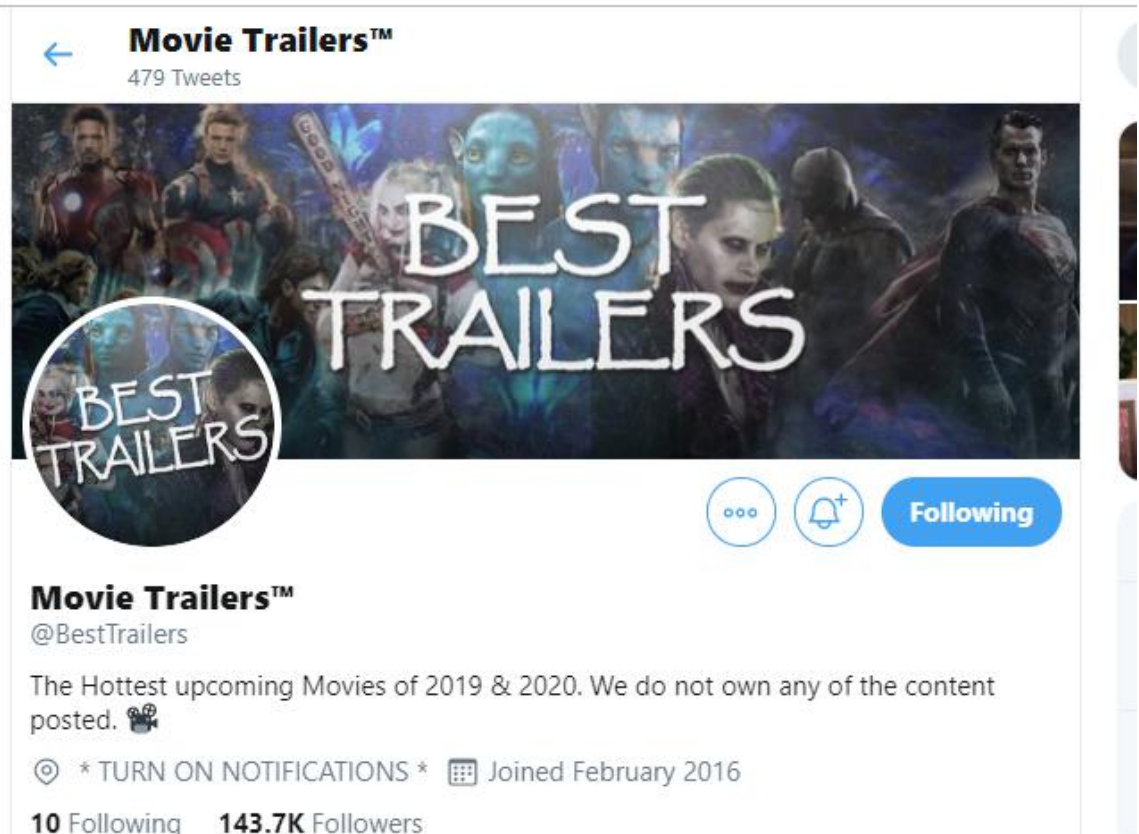 Movie Trailers™
479 Tweets
GOOD NIGHT
BEST
TRAILERS
BEST
TRAILERS
Following
Movie Trailers™
@BestTrailers
The Hottest upcoming Movies of 2019 & 2020. We do not own any of the content
posted. 🎥
* TURN ON NOTIFICATIONS * Joined February 2016
10 Following 143.7K Followers